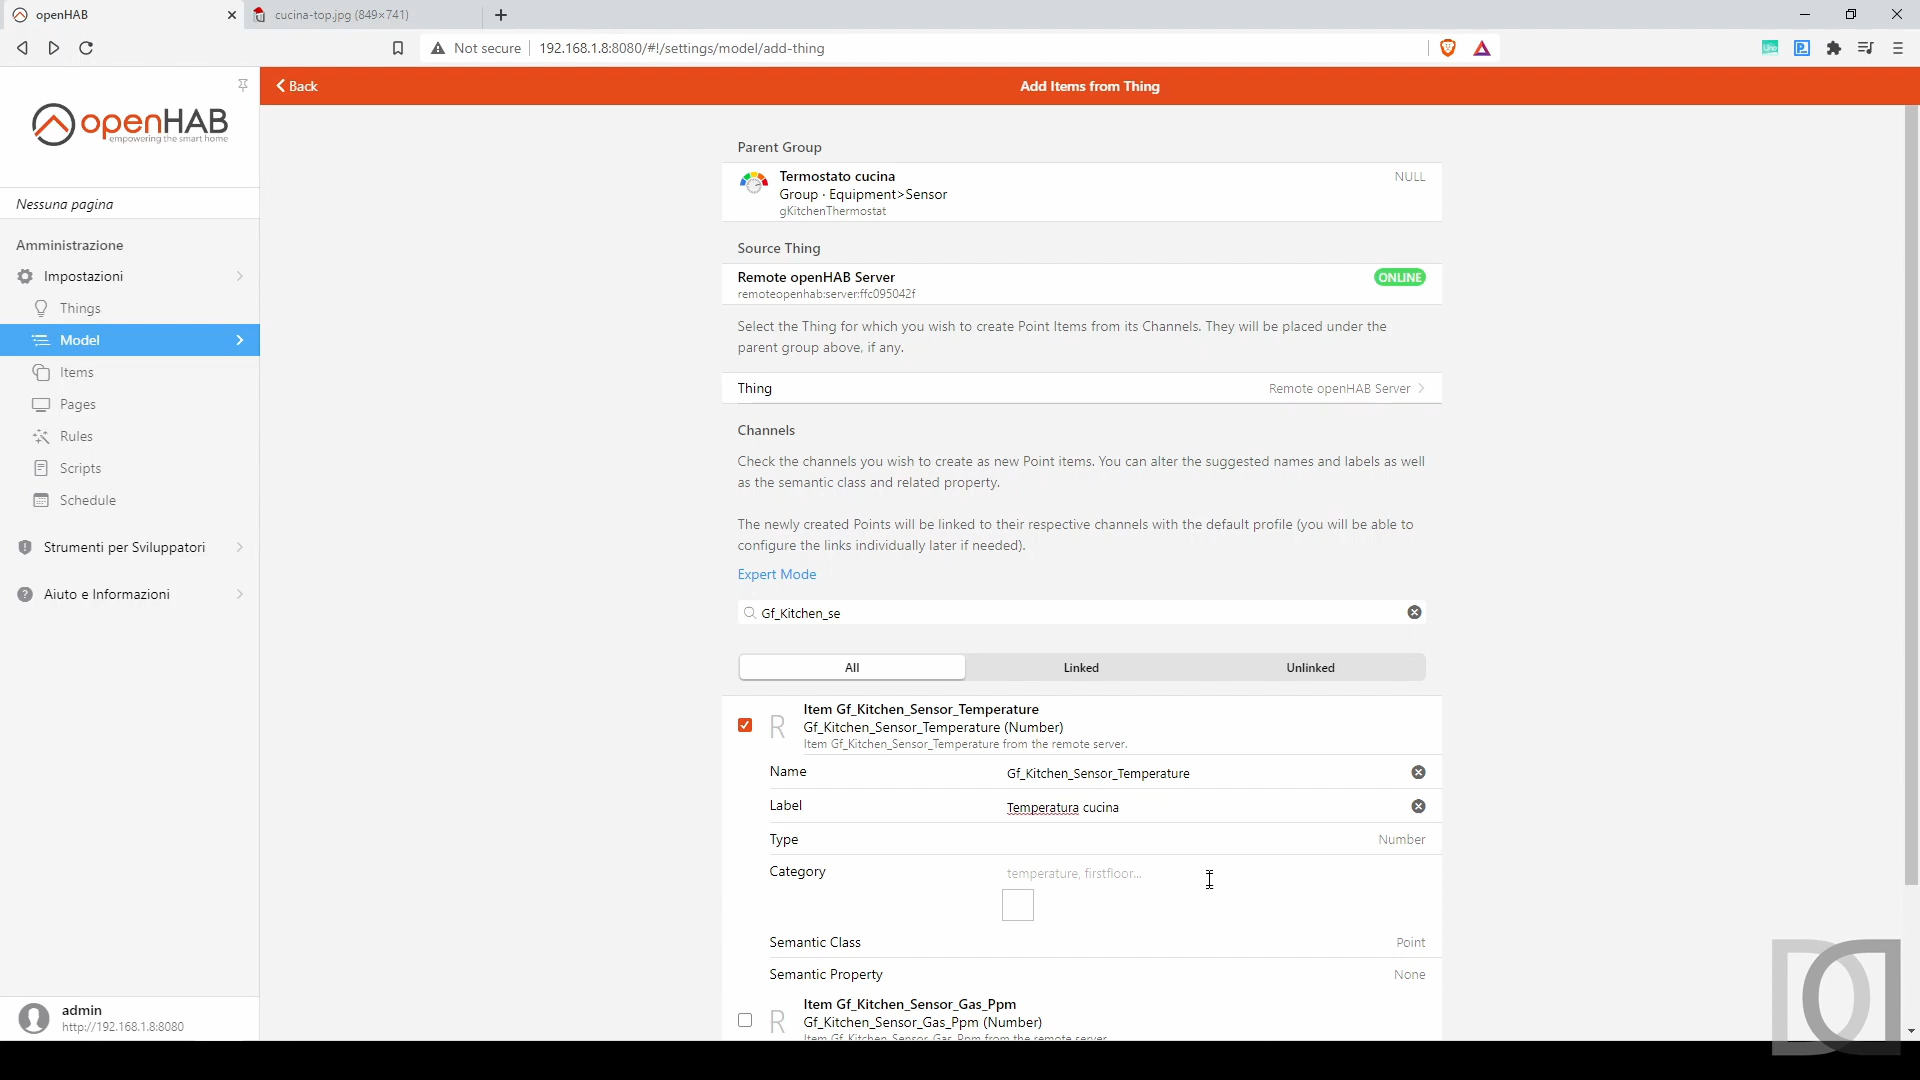 openHAB
cucina-top.jpg (849×741)
Not secure
192.168.1.8:8080/#!/settings/model/add-thing
openHAB
empowering the smart home
Nessuna pagina
Amministrazione
Impostazioni
Things
Model
Items
Pages
Rules
Scripts
Schedule
Strumenti per Sviluppatori
Aiuto e Informazioni
admin
http://192.168.1.8:8080
Back
Add Items from Thing
Parent Group
Termostato cucina
NULL
Group · Equipment>Sensor
gKitchenThermostat
Source Thing
Remote openHAB Server
ONLINE
remoteopenhab:server:ffc095042f
Select the Thing for which you wish to create Point Items from its Channels. They will be placed under the
parent group above, if any.
Thing
Remote openHAB Server
Channels
Check the channels you wish to create as new Point items. You can alter the suggested names and labels as well
as the semantic class and related property.
The newly created Points will be linked to their respective channels with the default profile (you will be able to
configure the links individually later if needed).
Expert Mode
Gf_Kitchen_se
All
Linked
Unlinked
R
Item Gf_Kitchen_Sensor_Temperature
Gf_Kitchen_Sensor_Temperature (Number)
Item Gf_Kitchen_Sensor_Temperature from the remote server.
Name
Gf_Kitchen_Sensor_Temperature
Label
Temperatura cucina
Type
Number
Category
temperature, firstfloor...
Semantic Class
Point
Semantic Property
None
R
Item Gf_Kitchen_Sensor_Gas_Ppm
Gf_Kitchen_Sensor_Gas_Ppm (Number)
Item Gf_Kitchen_Sensor_Gas_Ppm from the remote server.